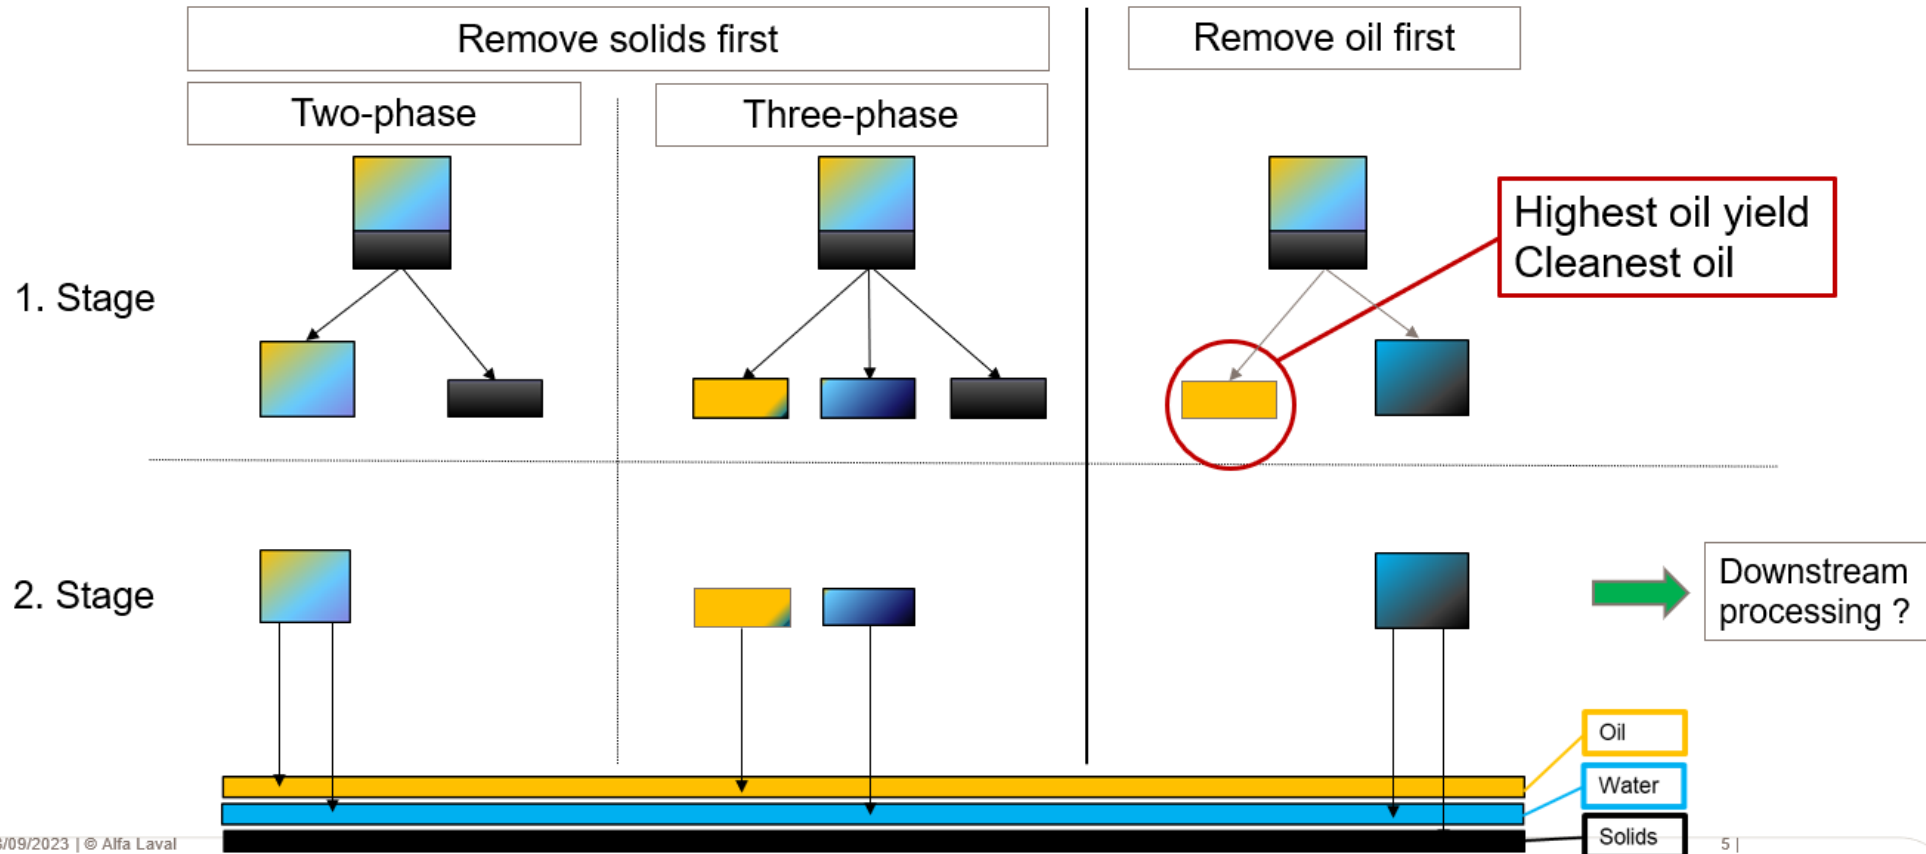 Remove solids first
Remove oil first
Two-phase
Three-phase
Highest oil yield
Cleanest oil
1. Stage
2. Stage
Downstream
processing ?
Oil
Water
Solids
/09/2023 | © Alfa Laval
5 |